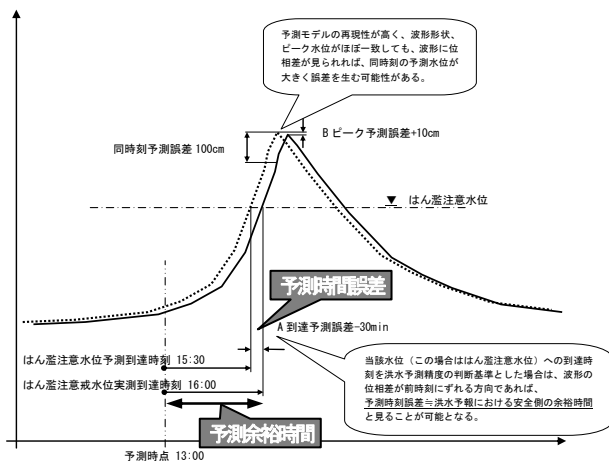 予測モデルの再現性が高く、波形形状、
ピーク水位がほぼ一致しても、波形に位
相差が見られれば、同時刻の予測水位が
大きく誤差を生む可能性がある。
B ピーク予測誤差+10cm
同時刻予測誤差 100cm
はん濫注意水位
予測時間誤差
A 到達予測誤差-30min
はん濫注意水位予測到達時刻 15:30
はん濫注意戒水位実測到達時刻 16:00
当該水位（この場合ははん濫注意水位）への到達時
刻を洪水予測精度の判断基準とした場合は、波形の
位相差が前時刻にずれる方向であれば、
予測時刻誤差≒洪水予報における安全側の余裕時間
と見ることが可能となる。
予測余裕時間
予測時点 13:00